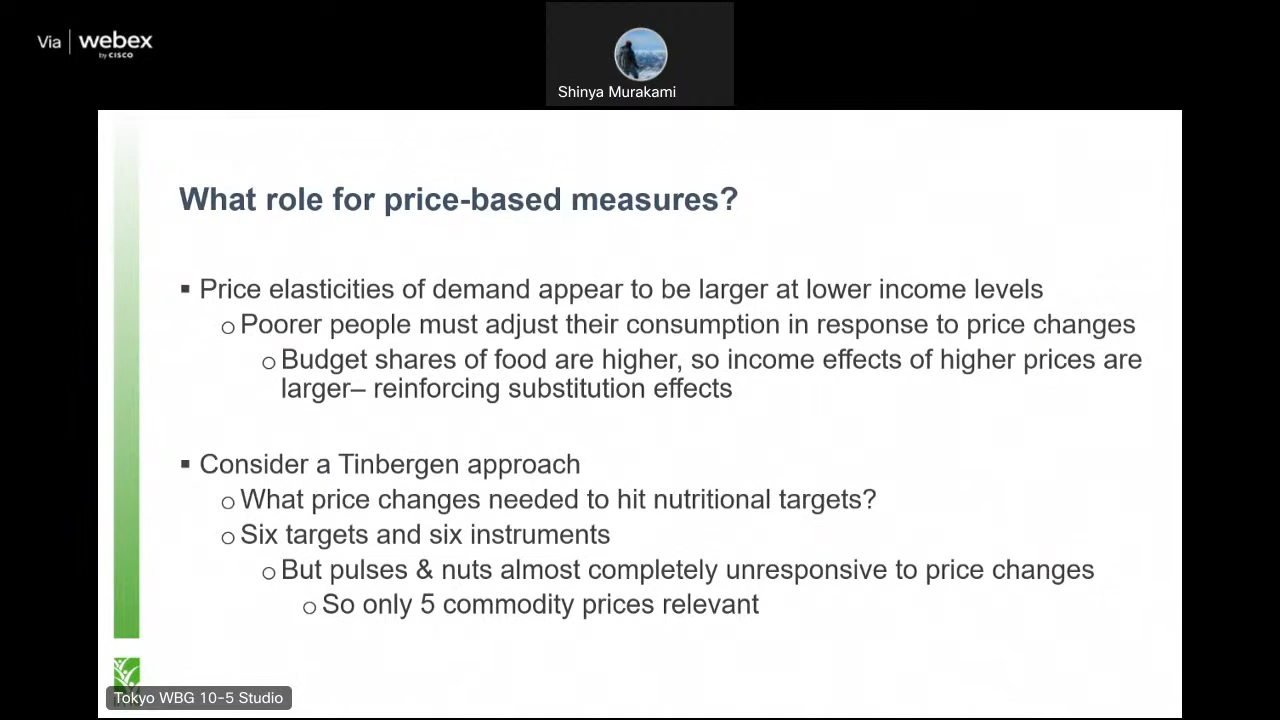 Via | webex
by CISCO
Shinya Murakami
What role for price-based measures?
▪ Price elasticities of demand appear to be larger at lower income levels
o Poorer people must adjust their consumption in response to price changes
o Budget shares of food are higher, so income effects of higher prices are
larger– reinforcing substitution effects
▪ Consider a Tinbergen approach
o What price changes needed to hit nutritional targets?
o Six targets and six instruments
o But pulses & nuts almost completely unresponsive to price changes
o So only 5 commodity prices relevant
Tokyo WBG 10-5 Studio